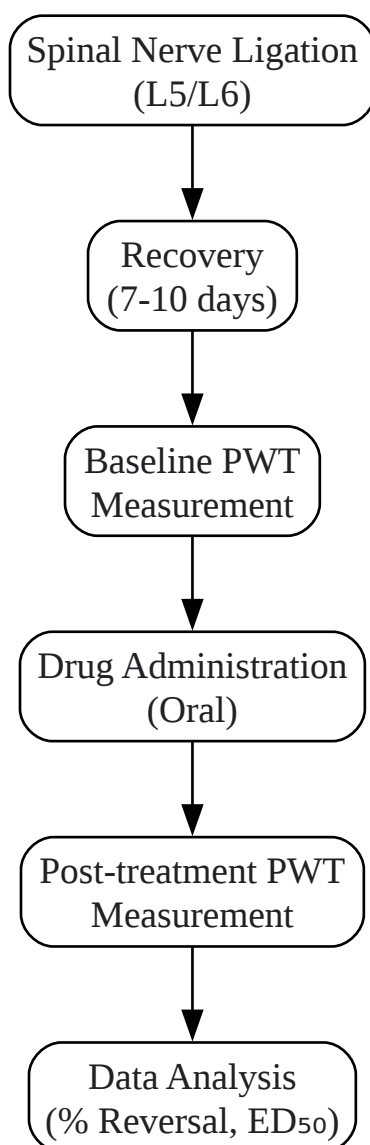 Spinal Nerve Ligation
(L5/L6)
Recovery
(7-10 days)
Baseline PWT
Measurement
Drug Administration
(Oral)
Post-treatment PWT
Measurement
Data Analysis
(% Reversal, ED₅₀)